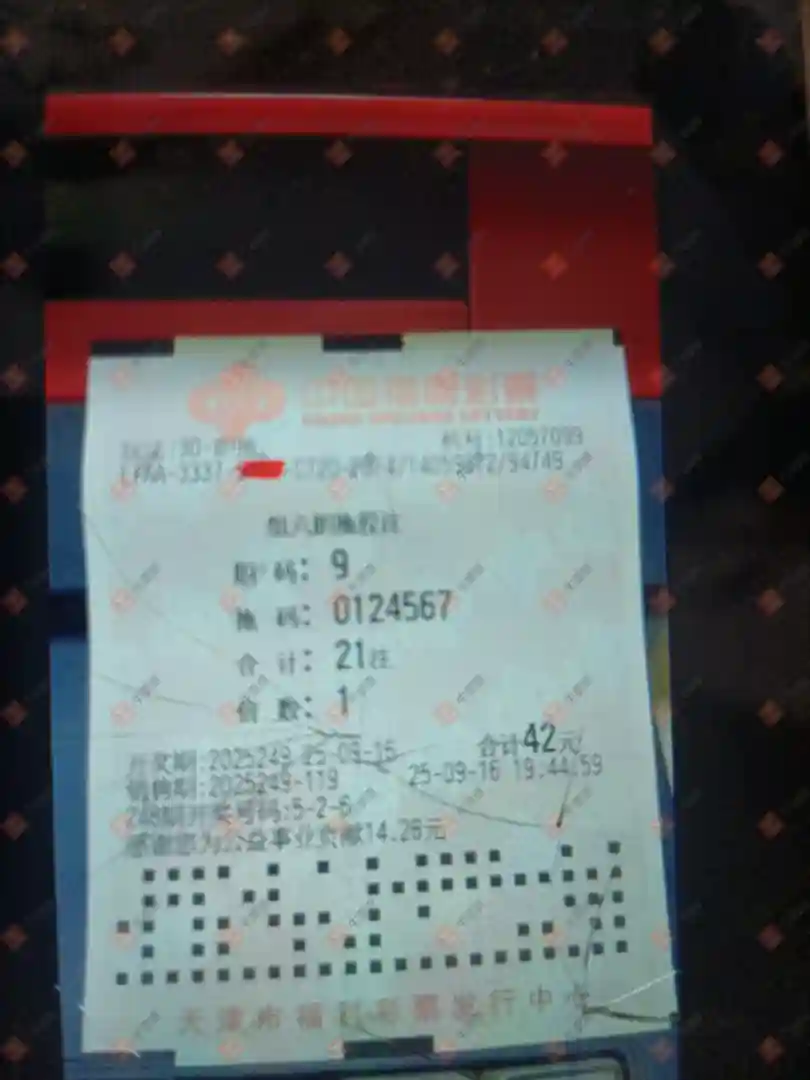 中国福利彩票
CHINA WELFARE LOTTERY
机号:12057099
组六胆拖投注
胆 码: 9
拖 码: 0124567
合 计: 21注
倍 数: 1
合计42元
开奖期:2025249 25-09-16
销售期:2025249-119 25-09-16 19:44:59
248期开奖号码:5-2-6
感谢您为公益事业贡献14.28元
天津市福利彩票发行中心